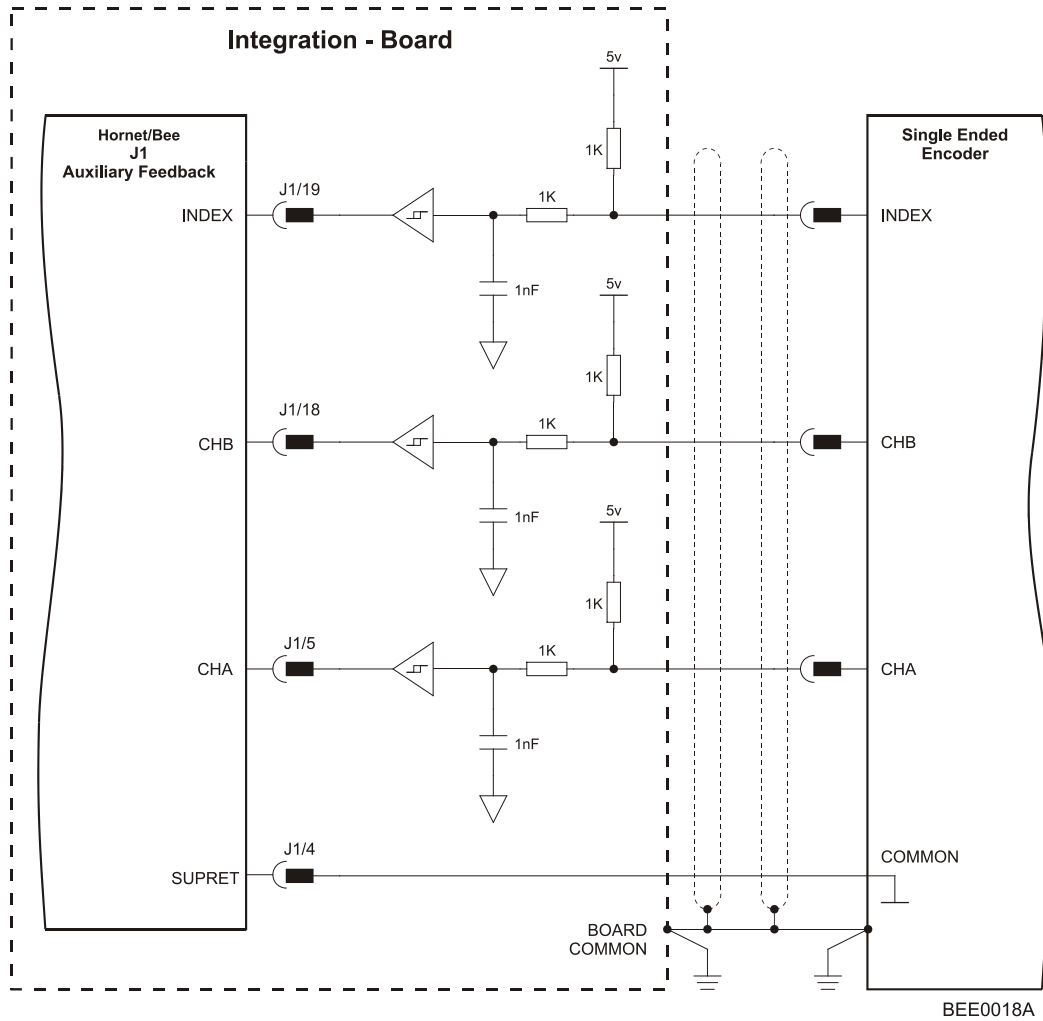 Integration - Board
Hornet/Bee
J1
Auxiliary Feedback
Single Ended
Encoder
5v
1K
J1/19
1K
INDEX
INDEX
1nF
5v
1K
J1/18
1K
CHB
CHB
1nF
5v
1K
J1/5
1K
CHA
CHA
1nF
J1/4
COMMON
SUPRET
BOARD
COMMON
BEE0018A